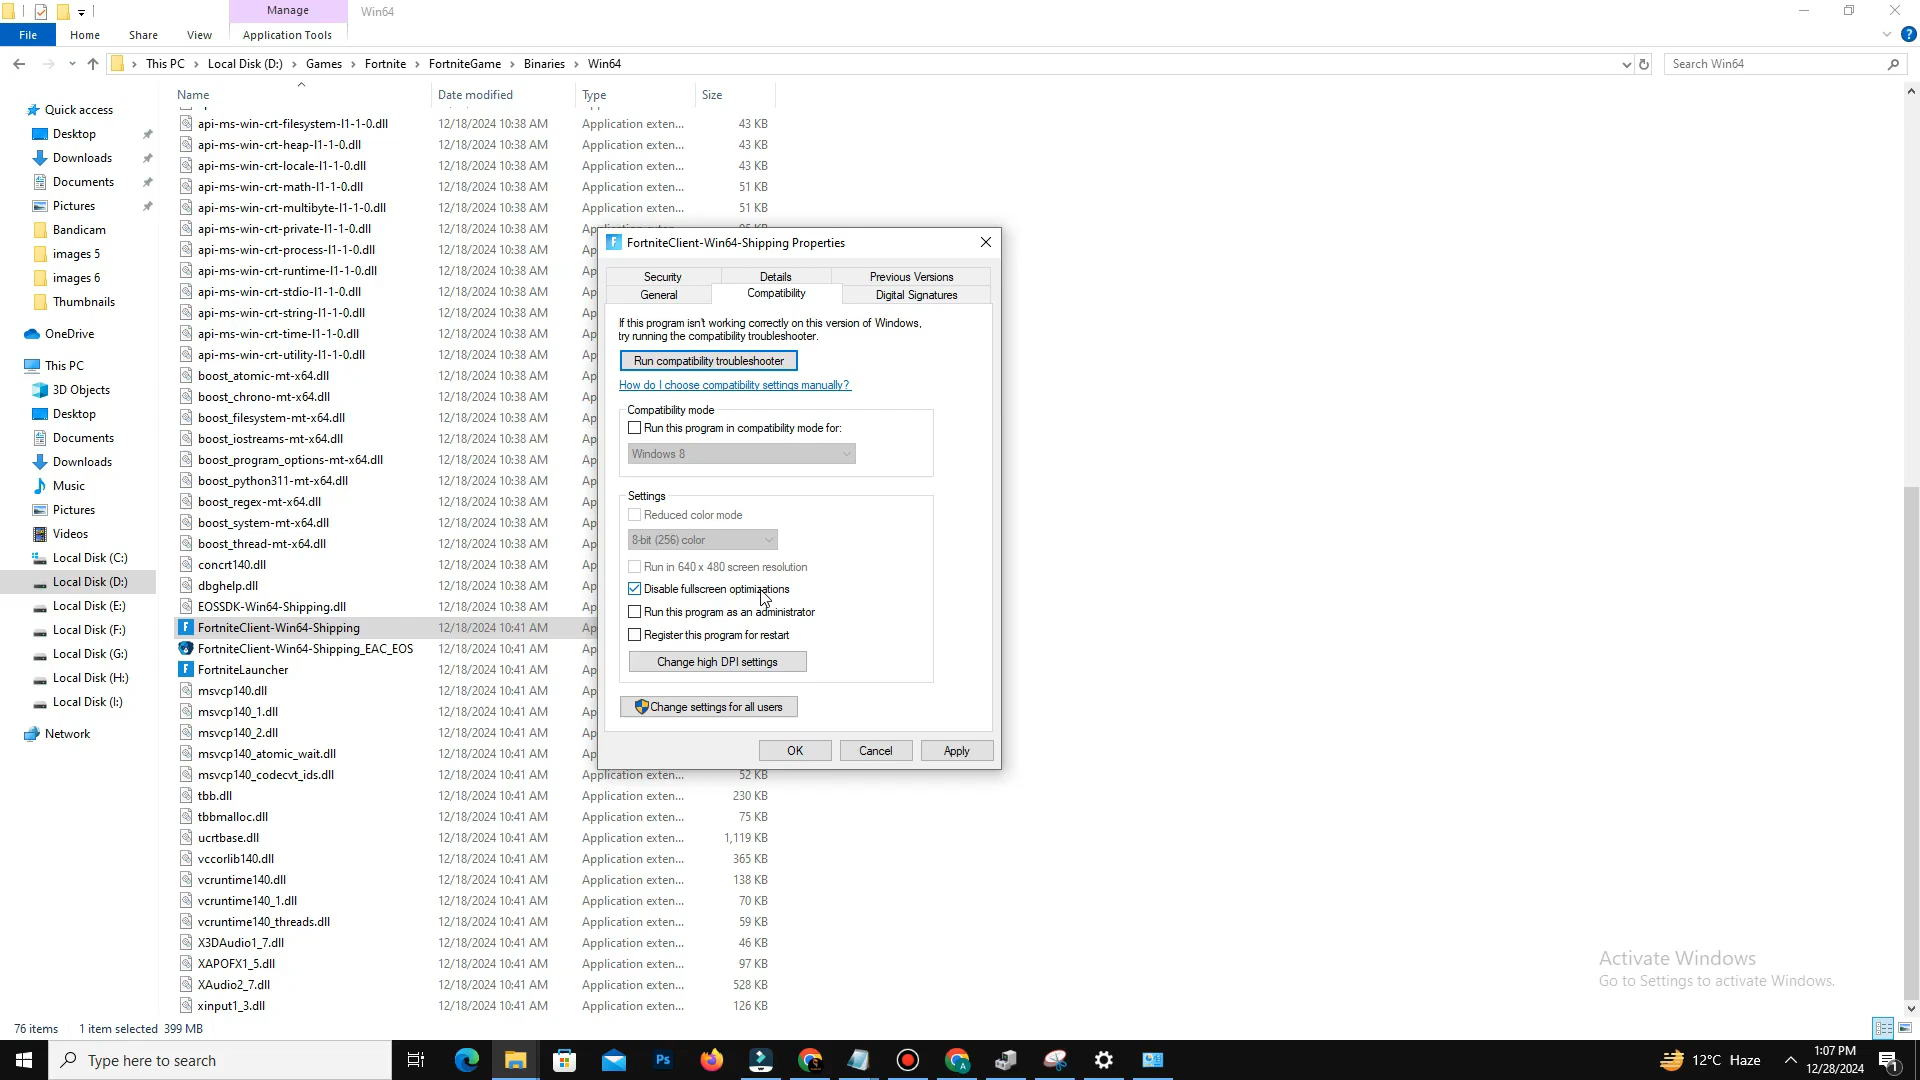 Manage
Win64
File
Home
Share
View
Application Tools
This PC
Local Disk (D:)
Games
Fortnite
FortniteGame
Binaries
Win64
Search Win64
Name
Date modified
Type
Size
Quick access
Desktop
Downloads
Documents
Pictures
Bandicam
images 5
images 6
Thumbnails
OneDrive
This PC
3D Objects
Desktop
Documents
Downloads
Music
Pictures
Videos
Local Disk (C:)
Local Disk (D:)
Local Disk (E:)
Local Disk (F:)
Local Disk (G:)
Local Disk (H:)
Local Disk (I:)
Network
api-ms-win-crt-filesystem-l1-1-0.dll 12/18/2024 10:38 AM Application exten... 43 KB
api-ms-win-crt-heap-l1-1-0.dll 12/18/2024 10:38 AM Application exten... 43 KB
api-ms-win-crt-locale-l1-1-0.dll 12/18/2024 10:38 AM Application exten... 43 KB
api-ms-win-crt-math-l1-1-0.dll 12/18/2024 10:38 AM Application exten... 51 KB
api-ms-win-crt-multibyte-l1-1-0.dll 12/18/2024 10:38 AM Application exten... 51 KB
api-ms-win-crt-private-l1-1-0.dll 12/18/2024 10:38 AM
api-ms-win-crt-process-l1-1-0.dll 12/18/2024 10:38 AM Ap
api-ms-win-crt-runtime-l1-1-0.dll 12/18/2024 10:38 AM Ap
api-ms-win-crt-stdio-l1-1-0.dll 12/18/2024 10:38 AM Ap
api-ms-win-crt-string-l1-1-0.dll 12/18/2024 10:38 AM Ap
api-ms-win-crt-time-l1-1-0.dll 12/18/2024 10:38 AM Ap
api-ms-win-crt-utility-l1-1-0.dll 12/18/2024 10:38 AM Ap
boost_atomic-mt-x64.dll 12/18/2024 10:38 AM Ap
boost_chrono-mt-x64.dll 12/18/2024 10:38 AM Ap
boost_filesystem-mt-x64.dll 12/18/2024 10:38 AM Ap
boost_iostreams-mt-x64.dll 12/18/2024 10:38 AM Ap
boost_program_options-mt-x64.dll 12/18/2024 10:38 AM Ap
boost_python311-mt-x64.dll 12/18/2024 10:38 AM Ap
boost_regex-mt-x64.dll 12/18/2024 10:38 AM Ap
boost_system-mt-x64.dll 12/18/2024 10:38 AM Ap
boost_thread-mt-x64.dll 12/18/2024 10:38 AM Ap
concrt140.dll 12/18/2024 10:38 AM Ap
dbghelp.dll 12/18/2024 10:38 AM Ap
EOSSDK-Win64-Shipping.dll 12/18/2024 10:38 AM Ap
FortniteClient-Win64-Shipping 12/18/2024 10:41 AM Ap
FortniteClient-Win64-Shipping_EAC_EOS 12/18/2024 10:41 AM Ap
FortniteLauncher 12/18/2024 10:41 AM Ap
msvcp140.dll 12/18/2024 10:41 AM Ap
msvcp140_1.dll 12/18/2024 10:41 AM Ap
msvcp140_2.dll 12/18/2024 10:41 AM Ap
msvcp140_atomic_wait.dll 12/18/2024 10:41 AM Ap
msvcp140_codecvt_ids.dll 12/18/2024 10:41 AM Application exten... 52 KB
tbb.dll 12/18/2024 10:41 AM Application exten... 230 KB
tbbmalloc.dll 12/18/2024 10:41 AM Application exten... 75 KB
ucrtbase.dll 12/18/2024 10:41 AM Application exten... 1,119 KB
vccorlib140.dll 12/18/2024 10:41 AM Application exten... 365 KB
vcruntime140.dll 12/18/2024 10:41 AM Application exten... 138 KB
vcruntime140_1.dll 12/18/2024 10:41 AM Application exten... 70 KB
vcruntime140_threads.dll 12/18/2024 10:41 AM Application exten... 59 KB
X3DAudio1_7.dll 12/18/2024 10:41 AM Application exten... 46 KB
XAPOFX1_5.dll 12/18/2024 10:41 AM Application exten... 97 KB
XAudio2_7.dll 12/18/2024 10:41 AM Application exten... 528 KB
xinput1_3.dll 12/18/2024 10:41 AM Application exten... 126 KB
FortniteClient-Win64-Shipping Properties
Security
Details
Previous Versions
General
Compatibility
Digital Signatures
If this program isn't working correctly on this version of Windows,
try running the compatibility troubleshooter.
Run compatibility troubleshooter
How do I choose compatibility settings manually?
Compatibility mode
Run this program in compatibility mode for:
Windows 8
Settings
Reduced color mode
8-bit (256) color
Run in 640 x 480 screen resolution
Disable fullscreen optimizations
Run this program as an administrator
Register this program for restart
Change high DPI settings
Change settings for all users
OK
Cancel
Apply
Activate Windows
Go to Settings to activate Windows.
76 items
1 item selected 399 MB
Type here to search
Ps
12°C Haze
1:07 PM
12/28/2024
1